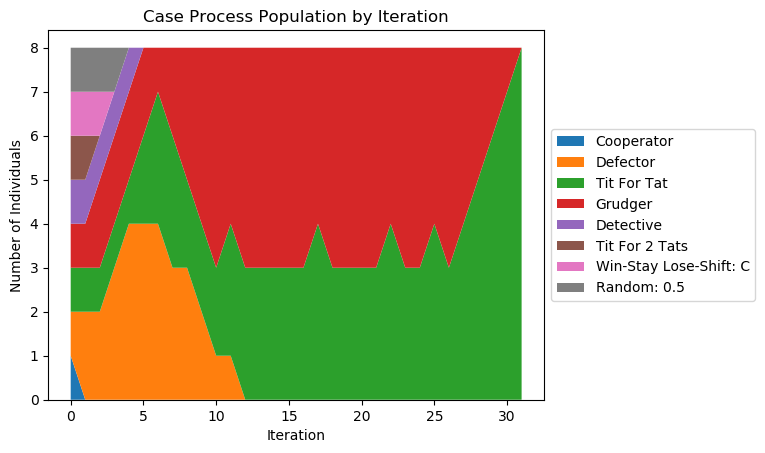 Case Process Population by Iteration
Number of Individuals
8
7
6
5
4
3
2
1
0
0 5 10 15 20 25 30
Iteration
Cooperator
Defector
Tit For Tat
Grudger
Detective
Tit For 2 Tats
Win-Stay Lose-Shift: C
Random: 0.5